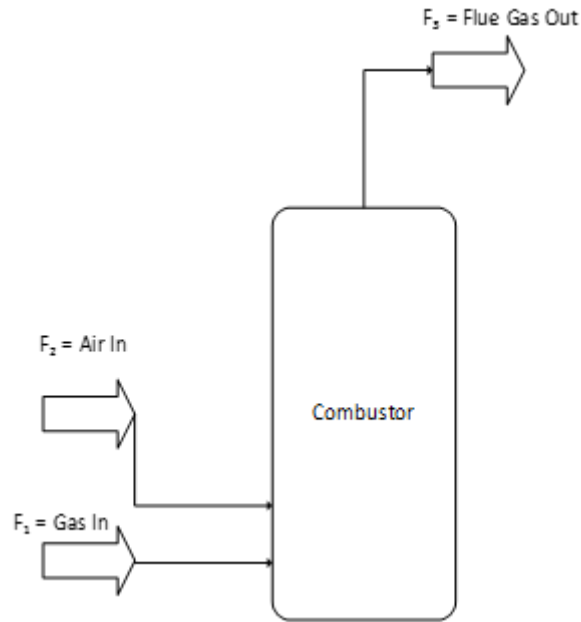 F₃ = Flue Gas Out
F₂ = Air In
Combustor
F₁ = Gas In